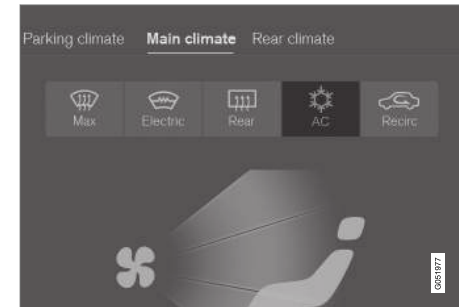 Parking climate Main climate Rear climate
Max Electric Rear AC Recirc
G051977